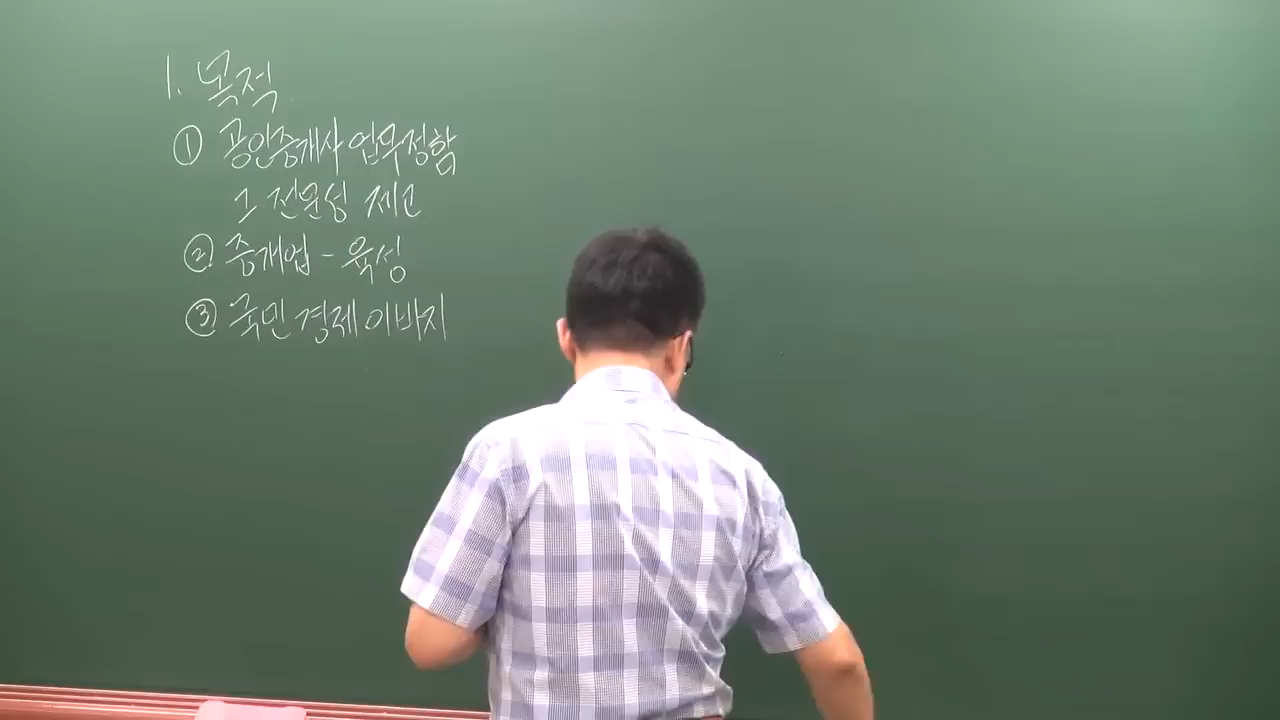 1. 목적
① 공인중개사 업무정함
그 전문성 제고
② 중개업 - 육성
③ 국민경제 이바지